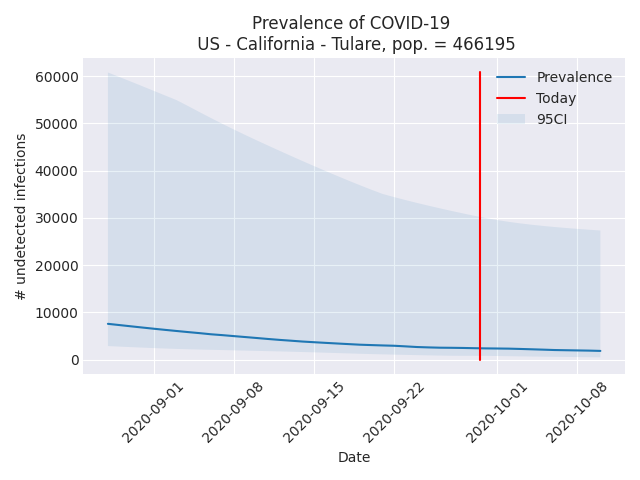 Prevalence of COVID-19
US - California - Tulare, pop. = 466195
Prevalence
Today
95CI
# undetected infections
60000
50000
40000
30000
20000
10000
0
2020-09-01
2020-09-08
2020-09-15
2020-09-22
2020-10-01
2020-10-08
Date